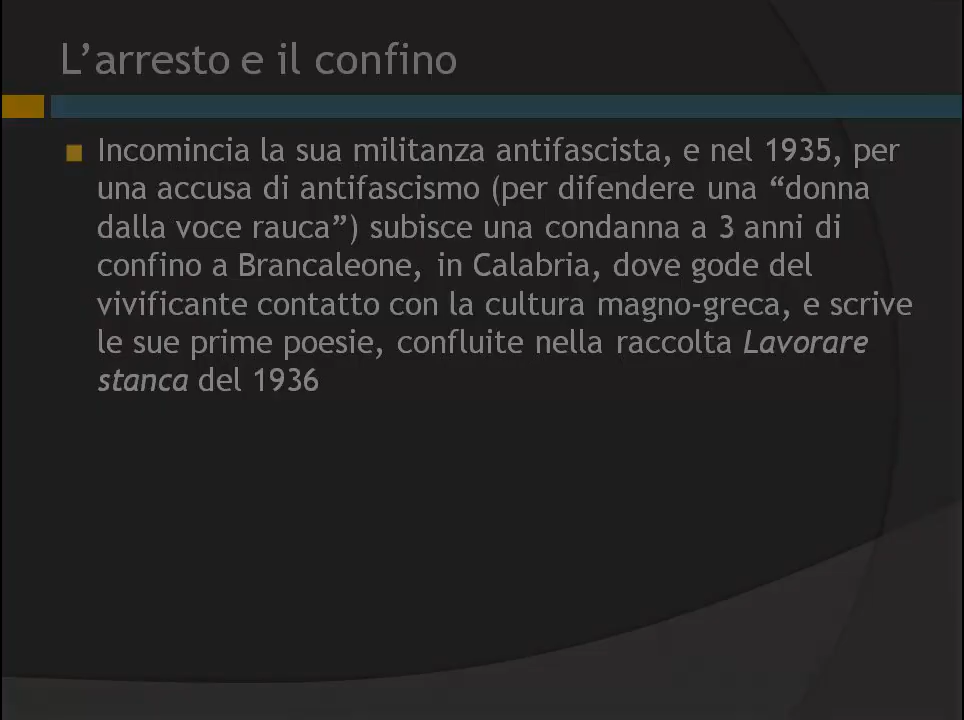 L’arresto e il confino
Incomincia la sua militanza antifascista, e nel 1935, per
una accusa di antifascismo (per difendere una “donna
dalla voce rauca”) subisce una condanna a 3 anni di
confino a Brancaleone, in Calabria, dove gode del
vivificante contatto con la cultura magno-greca, e scrive
le sue prime poesie, confluite nella raccolta Lavorare
stanca del 1936